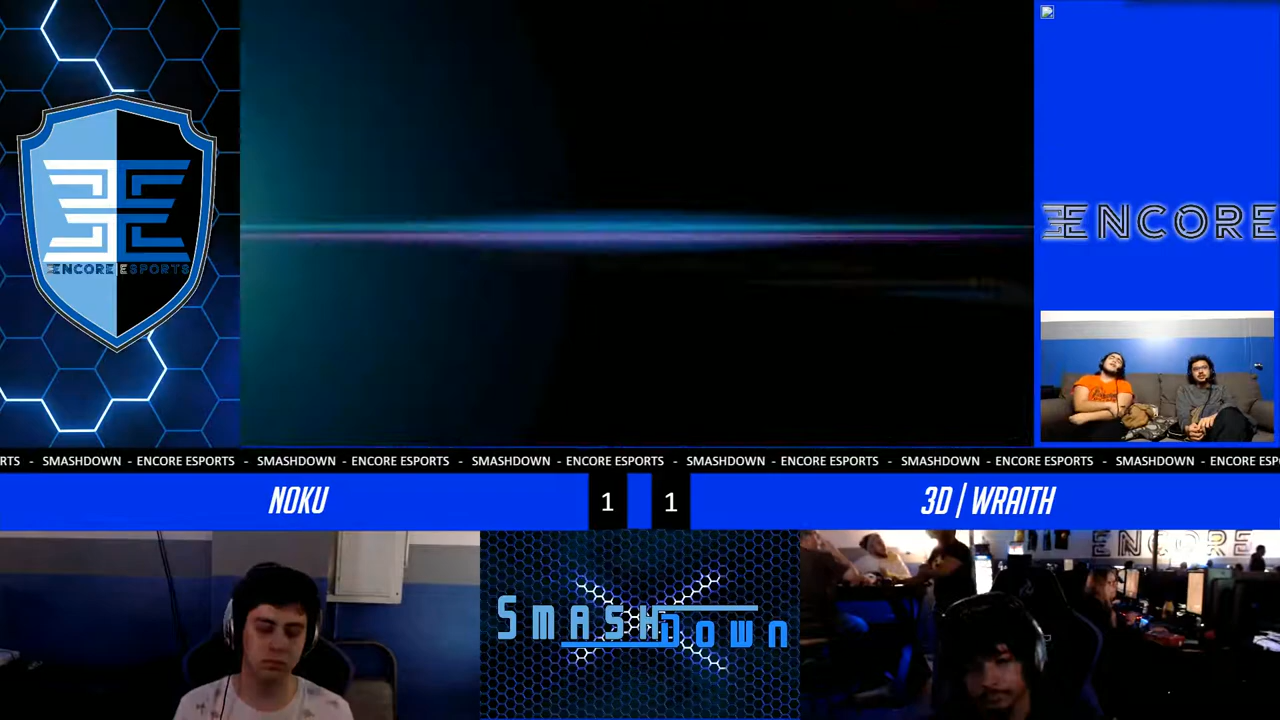 ENCORE ESPORTS
ENCORE
RTS - SMASHDOWN - ENCORE ESPORTS - SMASHDOWN - ENCORE ESPORTS - SMASHDOWN - ENCORE ESPORTS - SMASHDOWN - ENCORE ESPORTS - SMASHDOWN - ENCORE ESPORTS - SMASHDOWN - ENCORE ESP
NOKU 1 1 3D | WRAITH
SMASHDOWN
ENCORE